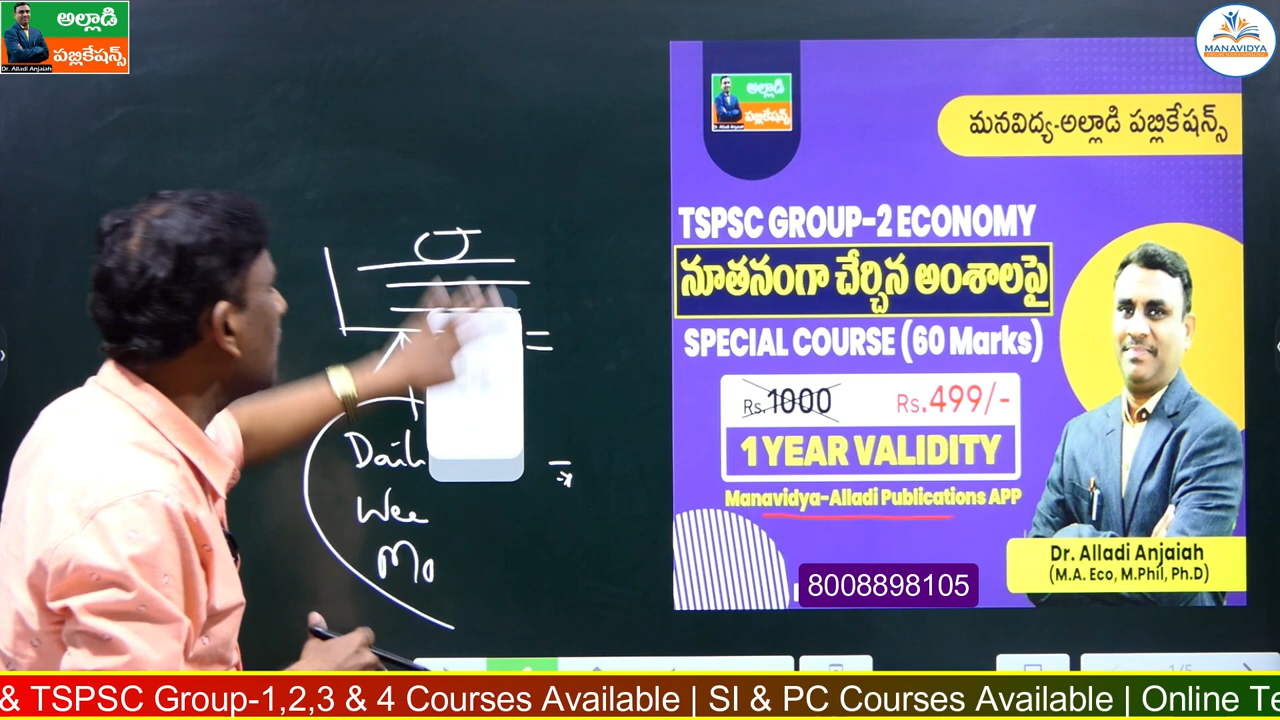 అల్లాడి
పబ్లికేషన్స్
Dr. Alladi Anjaiah
MANAVIDYA
అల్లాడి
పబ్లికేషన్స్
మనవిద్య-అల్లాడి పబ్లికేషన్స్
TSPSC GROUP-2 ECONOMY
నూతనంగా చేర్చిన అంశాలపై
SPECIAL COURSE (60 Marks)
Rs.1000 Rs.499/-
1 YEAR VALIDITY
Manavidya-Alladi Publications APP
Dr. Alladi Anjaiah
(M.A. Eco, M.Phil, Ph.D)
8008898105
Wee
Mo
1/5
& TSPSC Group-1,2,3 & 4 Courses Available | SI & PC Courses Available | Online Te